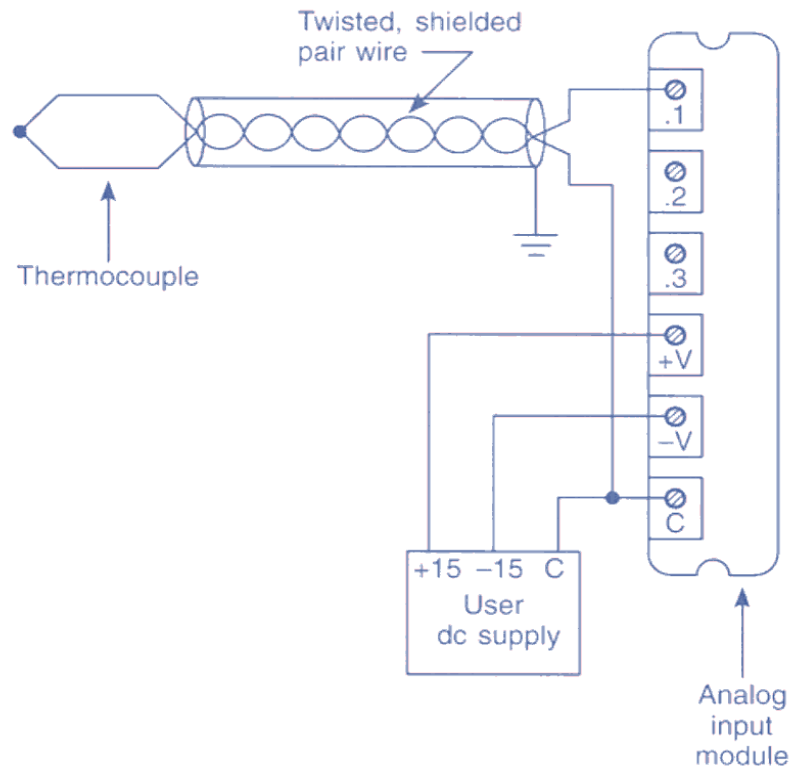 Twisted, shielded
pair wire
.1
.2
.3
Thermocouple
+V
−V
C
+15 −15 C
User
dc supply
Analog
input
module